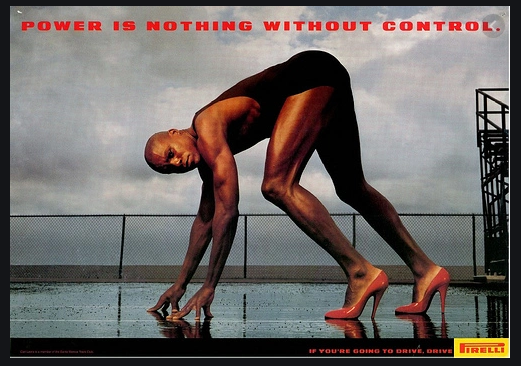 POWER IS NOTHING WITHOUT CONTROL.
IF YOU'RE GOING TO DRIVE, DRIVE
PIRELLI